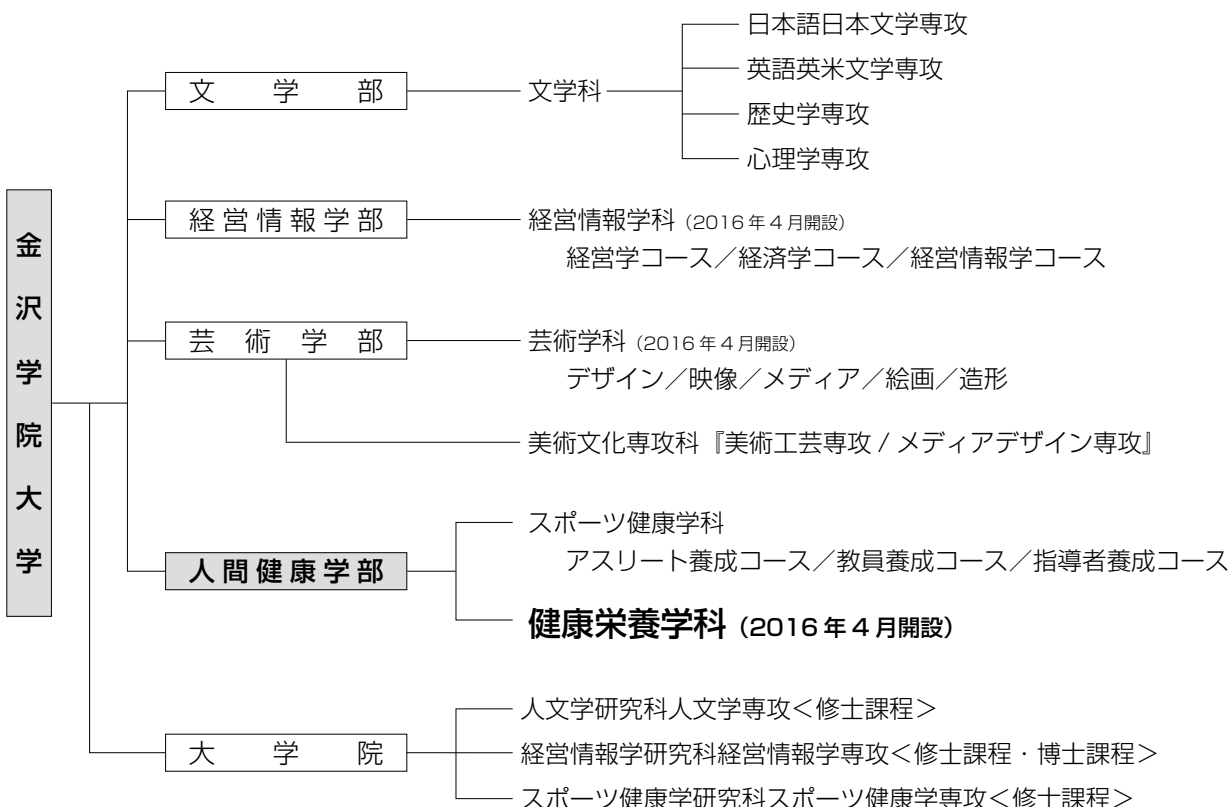 金沢学院大学
文学部
文学科
日本語日本文学専攻
英語英米文学専攻
歴史学専攻
心理学専攻
経営情報学部
経営情報学科（2016年4月開設）
経営学コース／経済学コース／経営情報学コース
芸術学部
芸術学科（2016年4月開設）
デザイン／映像／メディア／絵画／造形
美術文化専攻科『美術工芸専攻 / メディアデザイン専攻』
人間健康学部
スポーツ健康学科
アスリート養成コース／教員養成コース／指導者養成コース
健康栄養学科（2016年4月開設）
大学院
人文学研究科人文学専攻＜修士課程＞
経営情報学研究科経営情報学専攻＜修士課程・博士課程＞
スポーツ健康学研究科スポーツ健康学専攻＜修士課程＞